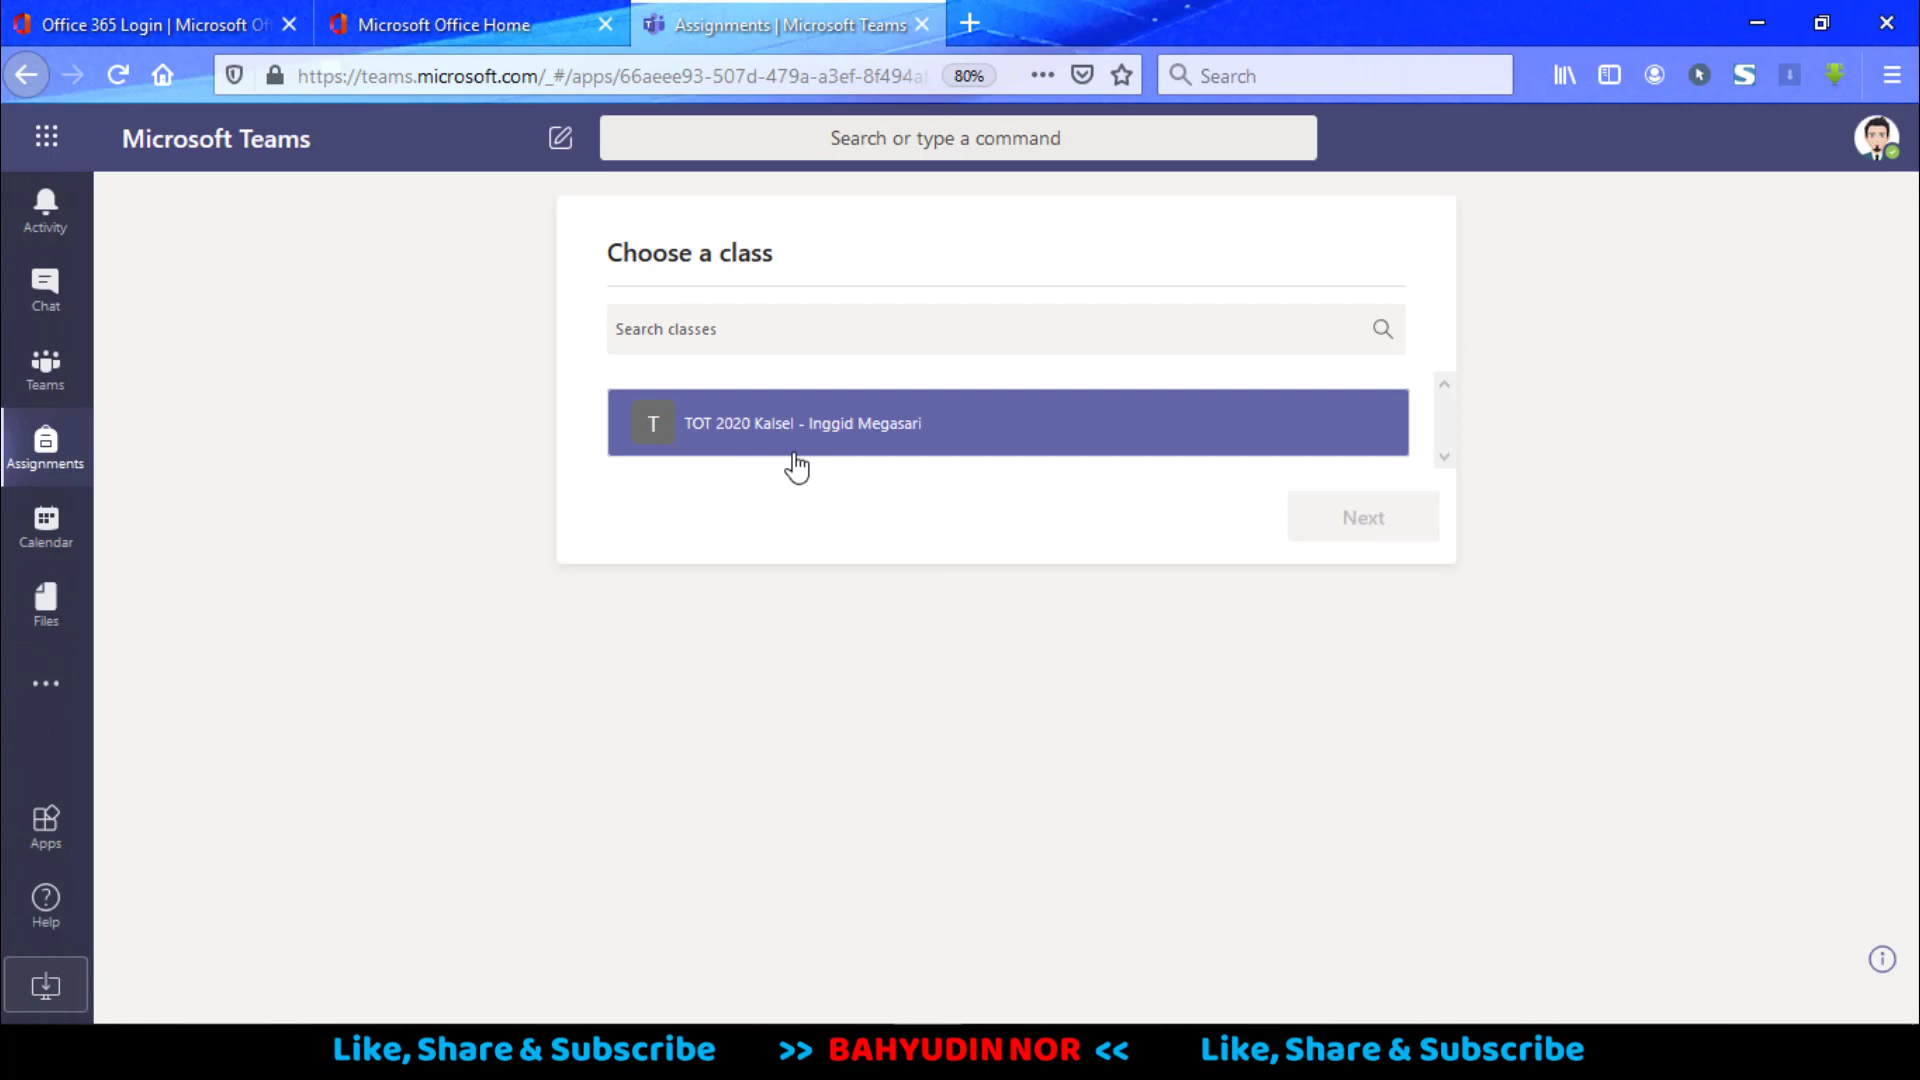 Office 365 Login | Microsoft Of
Microsoft Office Home
Assignments | Microsoft Teams
https://teams.microsoft.com/_#/apps/66aeee93-507d-479a-a3ef-8f494af
80%
Search
Microsoft Teams
Search or type a command
Activity
Chat
Teams
Assignments
Calendar
Files
Apps
Help
Choose a class
Search classes
T
TOT 2020 Kalsel - Inggid Megasari
Next
Like, Share & Subscribe >> BAHYUDIN NOR << Like, Share & Subscribe